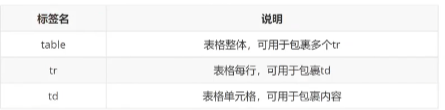 标签名 说明
table 表格整体，可用于包裹多个tr
tr 表格每行，可用于包裹td
td 表格单元格，可用于包裹内容